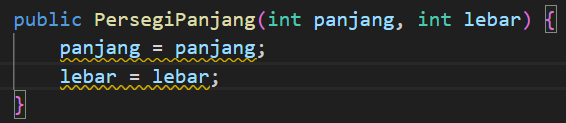 public PersegiPanjang(int panjang, int lebar) {
panjang = panjang;
lebar = lebar;
}